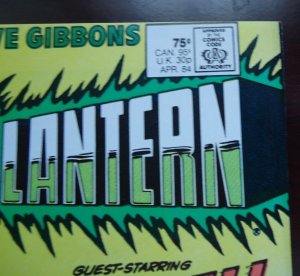 VE GIBBONS
75¢
CAN. 95¢
U.K. 30p
APR. 84
APPROVED
BY THE
COMICS
CODE
AUTHORITY
LANTERN
GUEST-STARRING